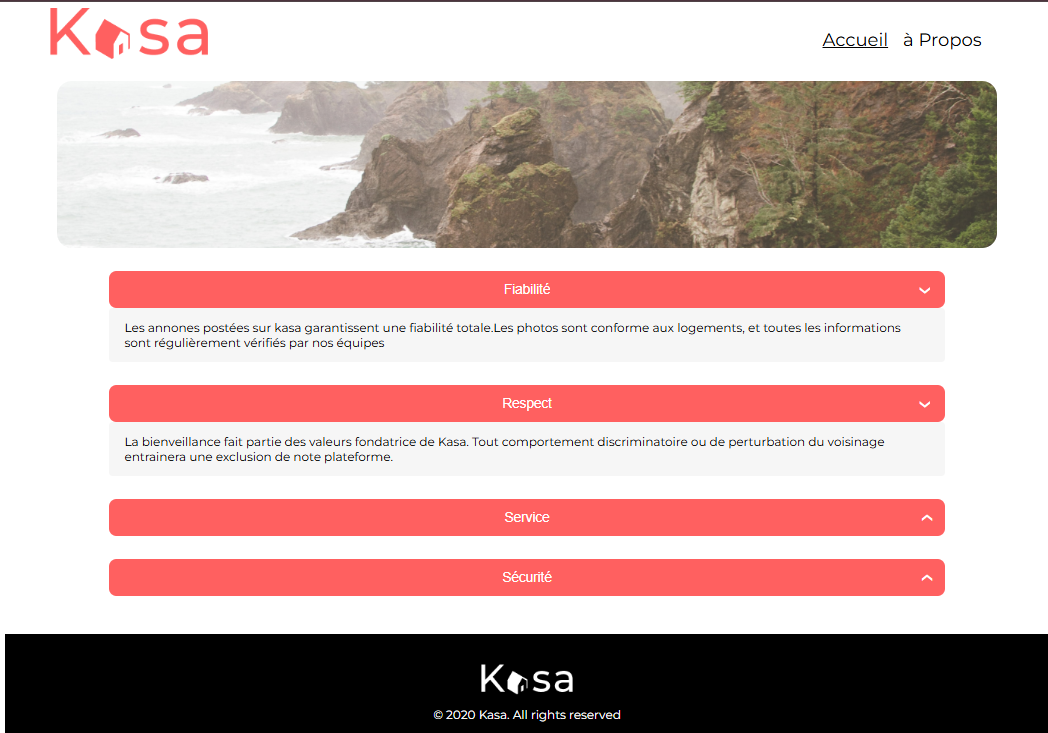 Kasa
Accueil à Propos
Fiabilité
Les annones postées sur kasa garantissent une fiabilité totale.Les photos sont conforme aux logements, et toutes les informations
sont régulièrement vérifiés par nos équipes
Respect
La bienveillance fait partie des valeurs fondatrice de Kasa. Tout comportement discriminatoire ou de perturbation du voisinage
entrainera une exclusion de note plateforme.
Service
Sécurité
Kasa
© 2020 Kasa. All rights reserved